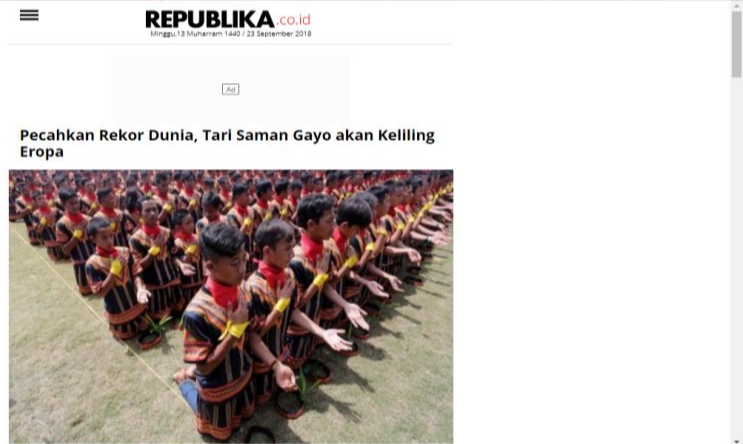 REPUBLIKA.co.id
Minggu,13 Muharram 1440 / 23 September 2018
Ad
Pecahkan Rekor Dunia, Tari Saman Gayo akan Keliling
Eropa